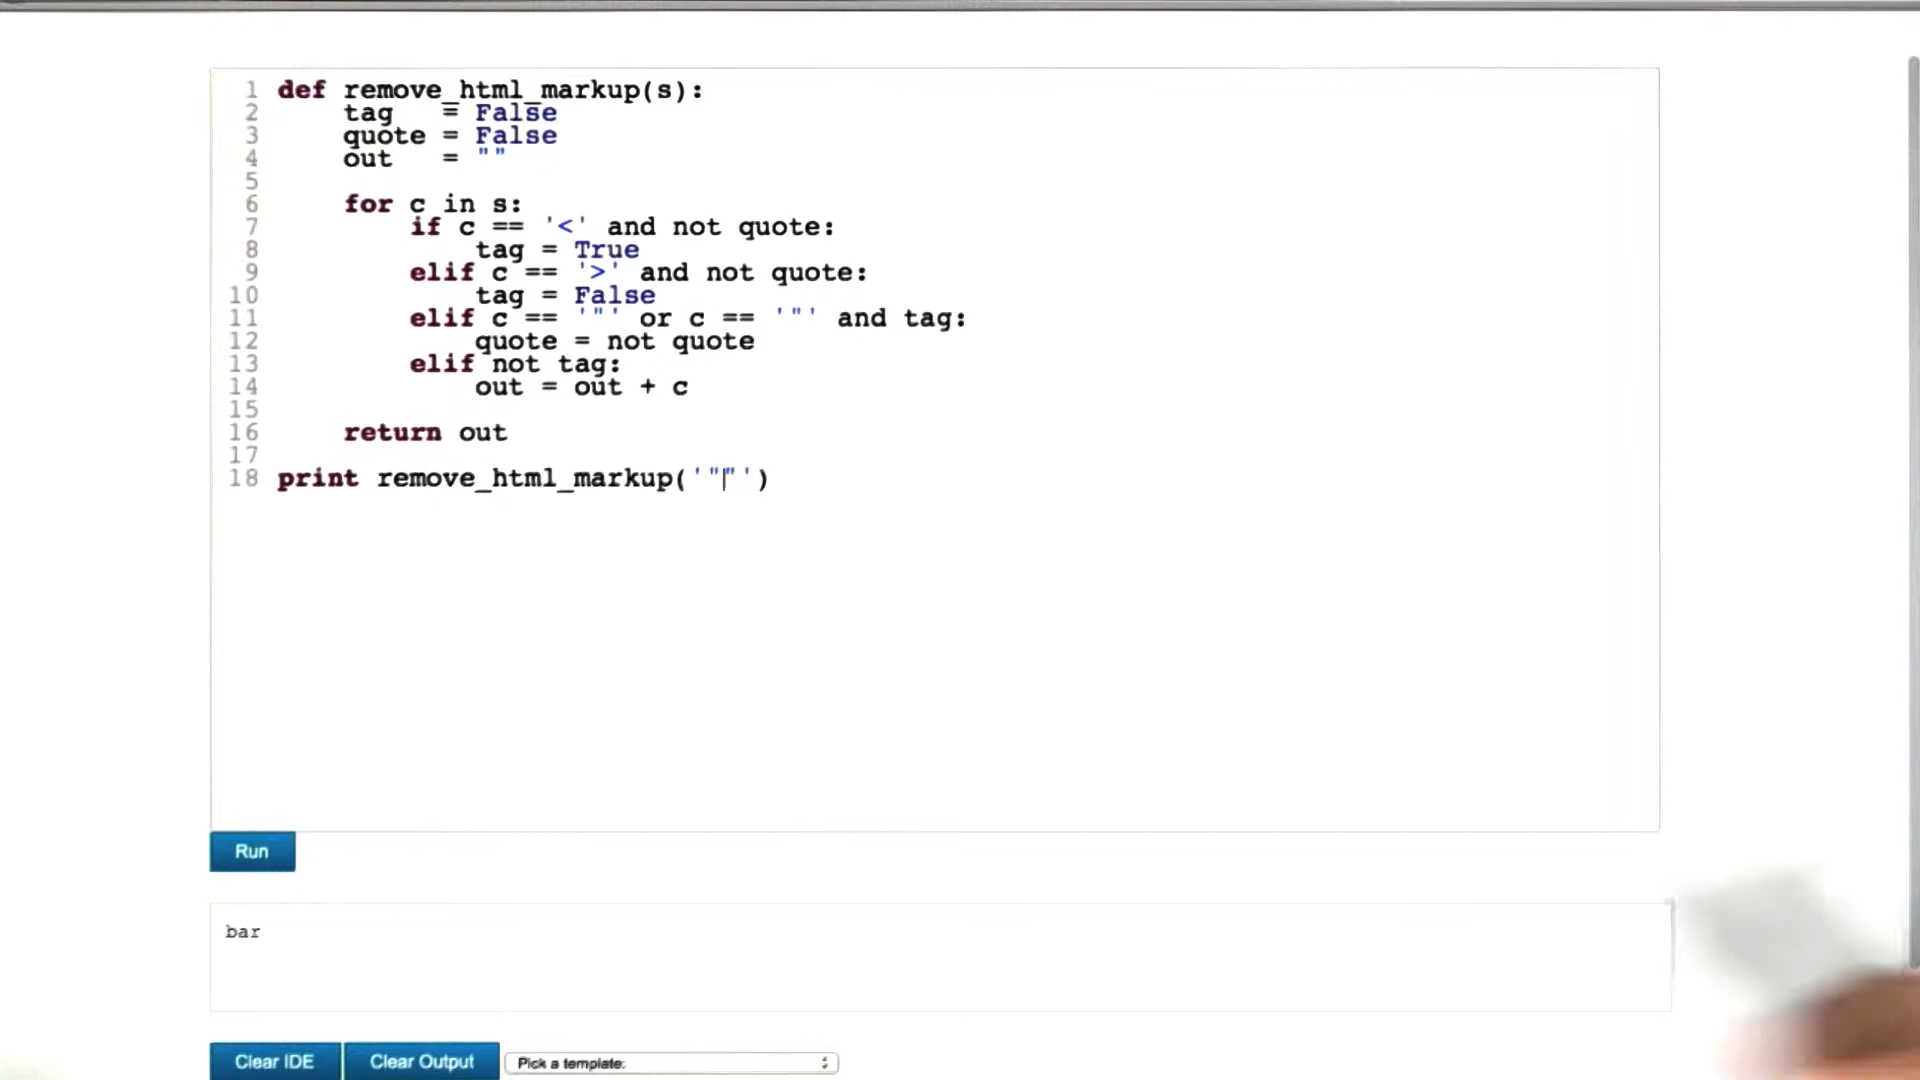 1 def remove_html_markup(s):
2 tag = False
3 quote = False
4 out = ""
5
6 for c in s:
7 if c == '<' and not quote:
8 tag = True
9 elif c == '>' and not quote:
10 tag = False
11 elif c == '"' or c == '"' and tag:
12 quote = not quote
13 elif not tag:
14 out = out + c
15
16 return out
17
18 print remove_html_markup('""')
Run
bar
Clear IDE Clear Output Pick a template: